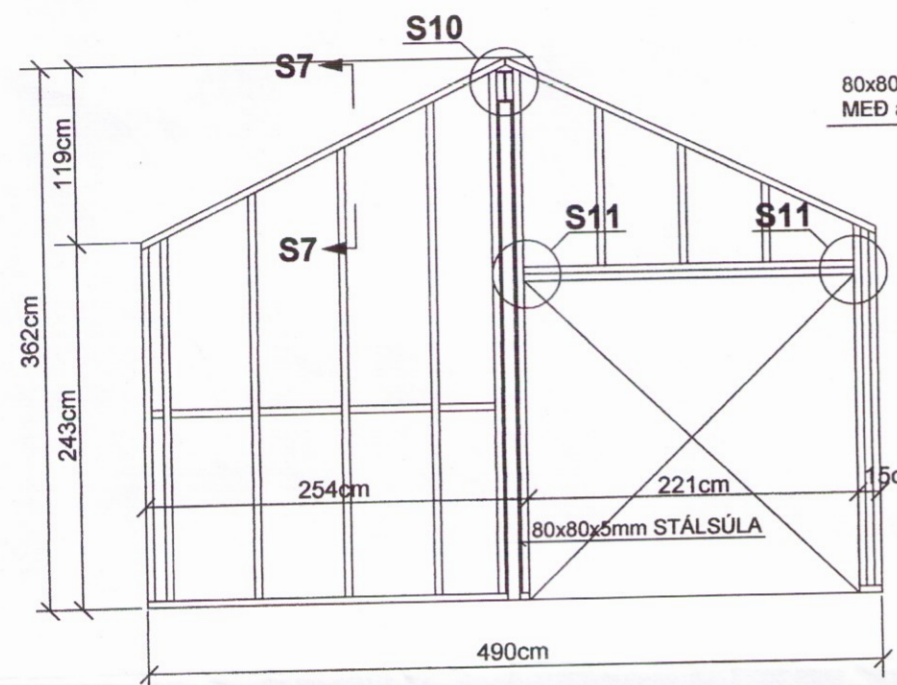 S10
S7
80x80
MEÐ
119cm
S11
S11
S7
362cm
243cm
254cm
221cm
80x80x5mm STÁLSÚLA
490cm